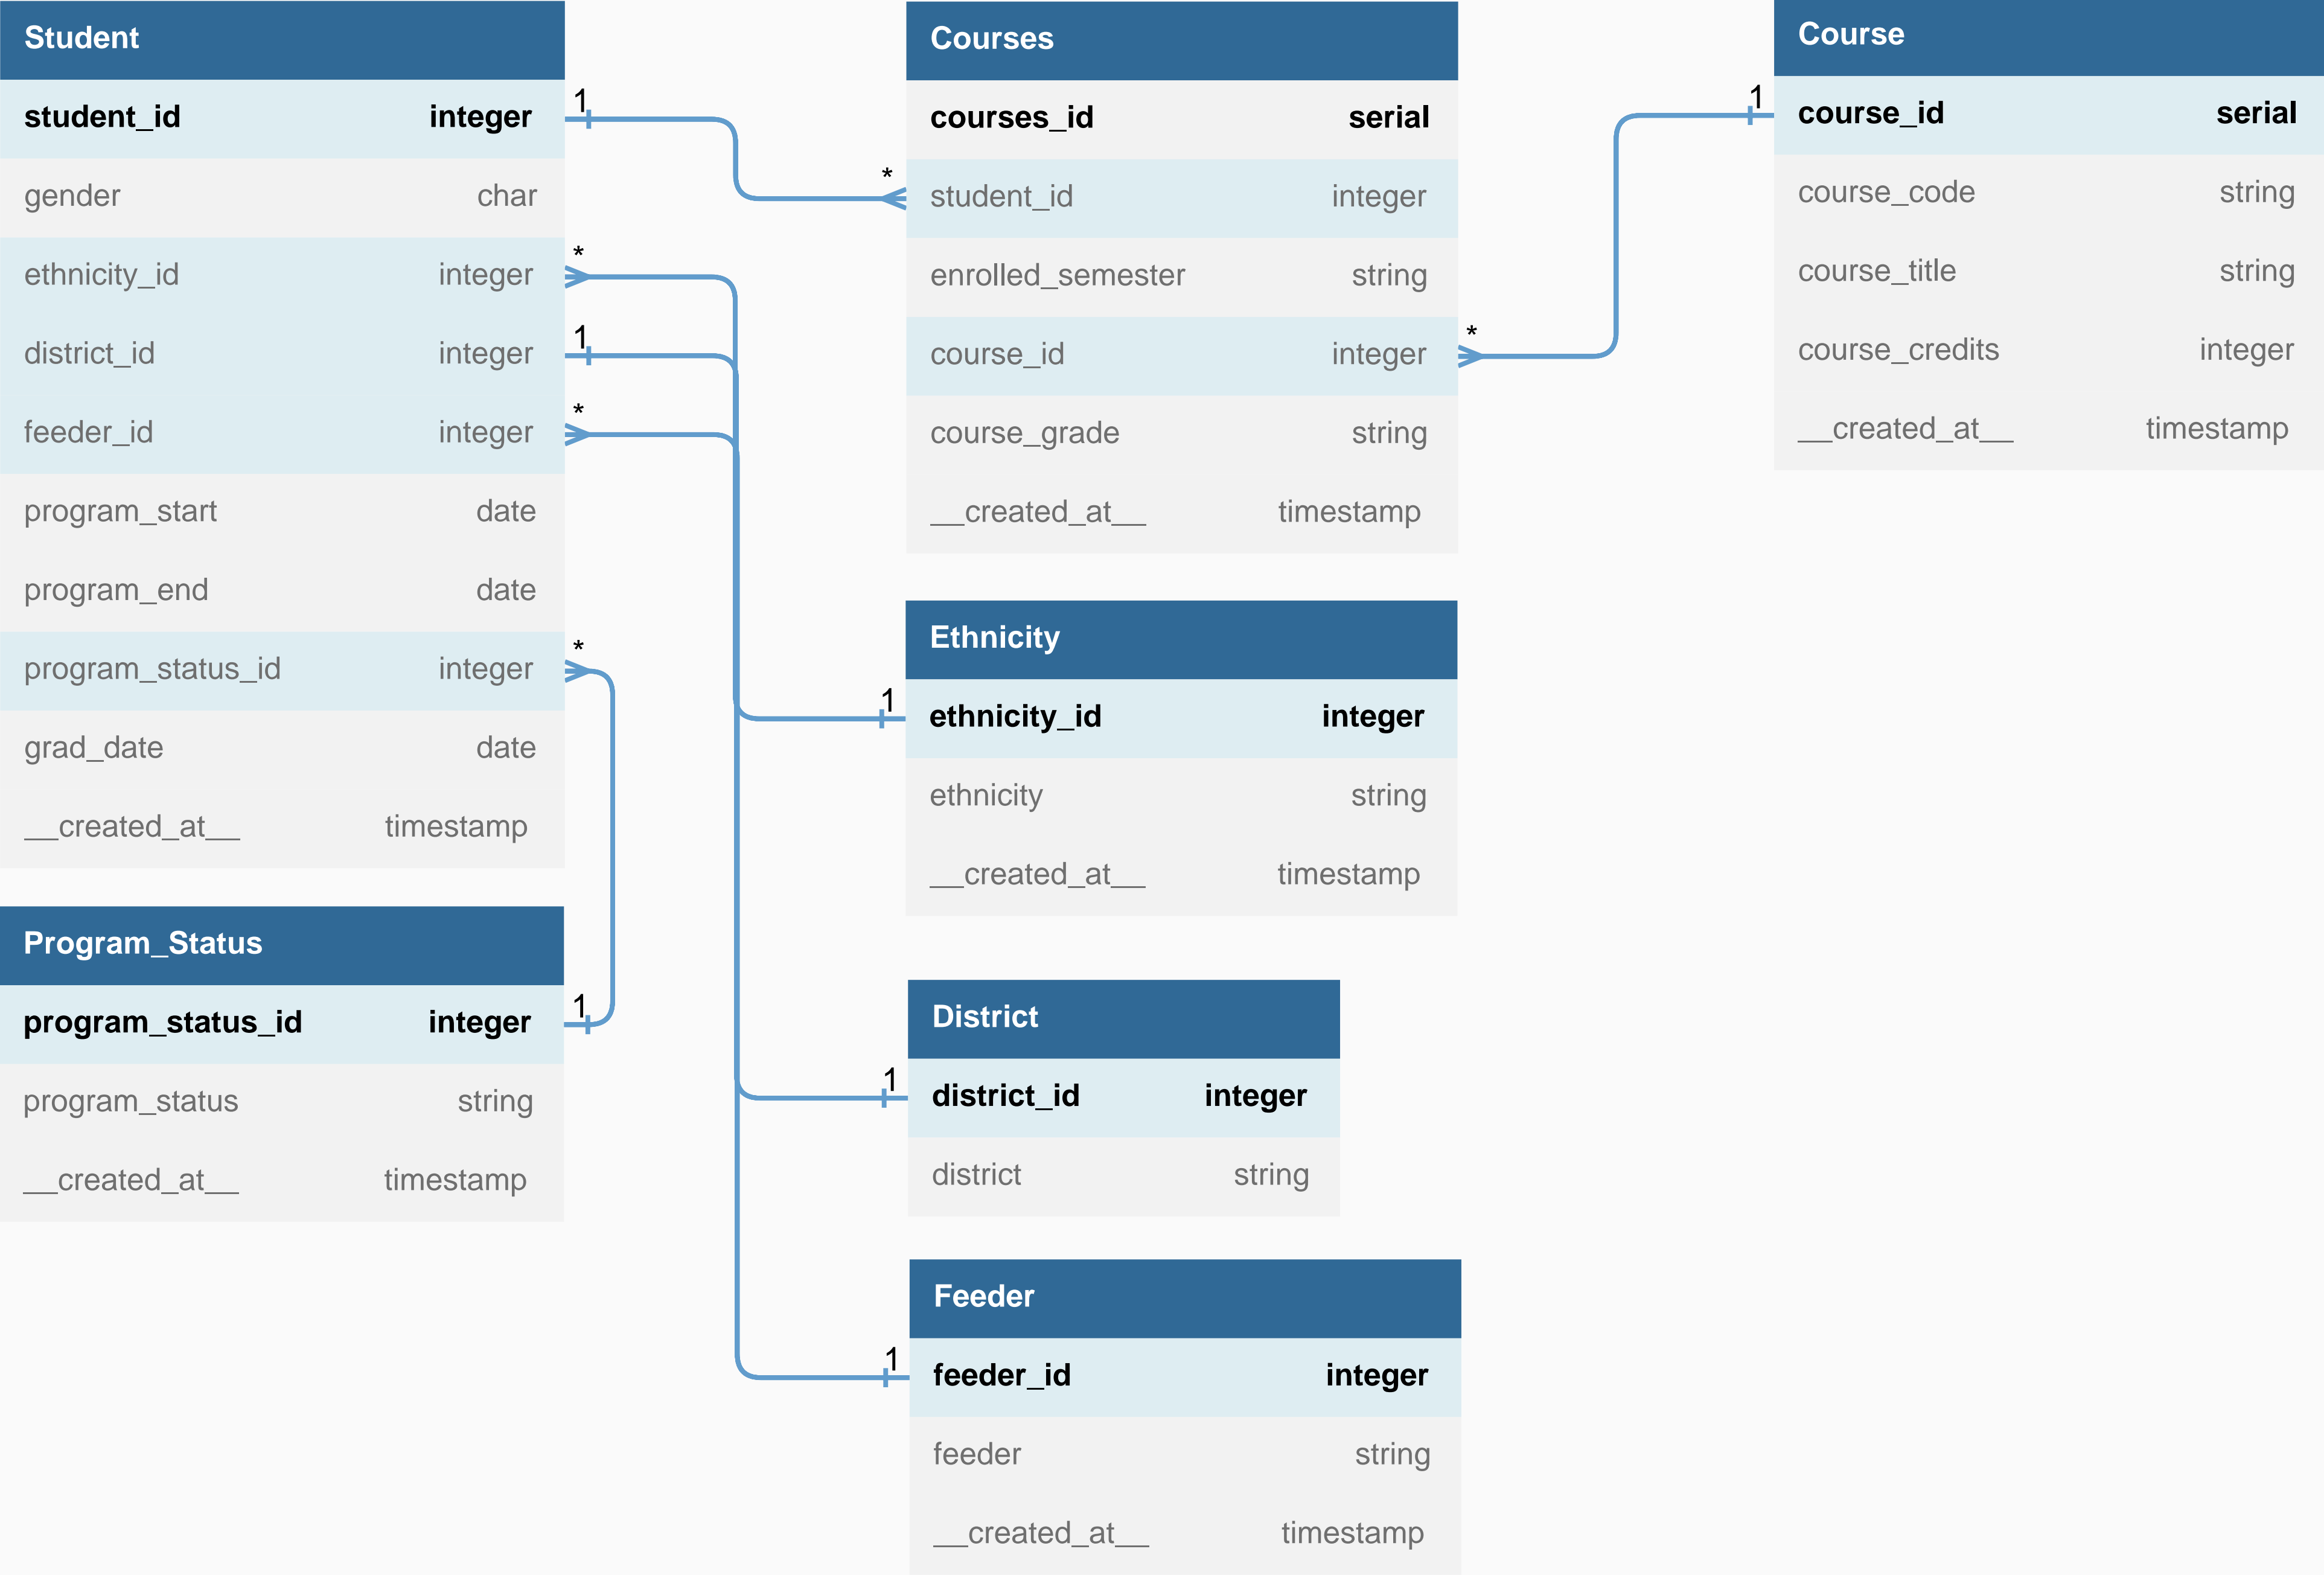 Student
student_id integer
gender char
ethnicity_id integer
district_id integer
feeder_id integer
program_start date
program_end date
program_status_id integer
grad_date date
__created_at__ timestamp
1
*
1
*
*
Program_Status
program_status_id integer
program_status string
__created_at__ timestamp
1
Courses
courses_id serial
student_id integer
enrolled_semester string
course_id integer
course_grade string
__created_at__ timestamp
*
*
Ethnicity
ethnicity_id integer
ethnicity string
__created_at__ timestamp
1
District
district_id integer
district string
1
Feeder
feeder_id integer
feeder string
__created_at__ timestamp
1
Course
course_id serial
course_code string
course_title string
course_credits integer
__created_at__ timestamp
1